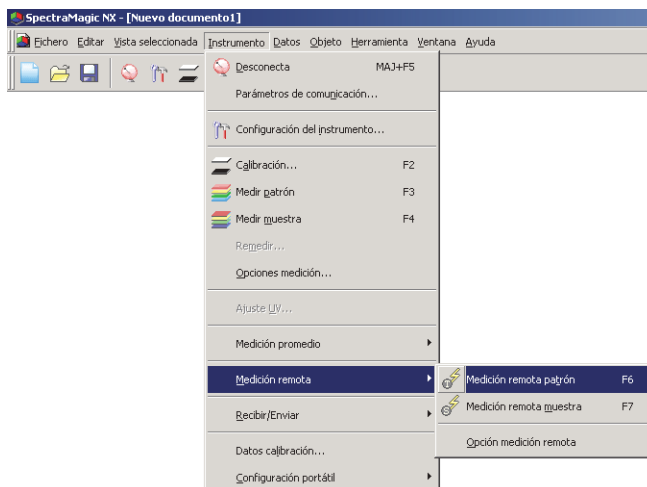 SpectraMagic NX - [Nuevo documento1]
Fichero Editar Vista seleccionada Instrumento Datos Objeto Herramienta Ventana Ayuda
Desconecta MAJ+F5
Parámetros de comunicación...
Configuración del instrumento...
Calibración... F2
Medir patrón F3
Medir muestra F4
Remedir...
Opciones medición...
Ajuste UV...
Medición promedio
Medición remota
Medición remota patrón F6
Medición remota muestra F7
Opción medición remota
Recibir/Enviar
Datos calibración...
Configuración portátil